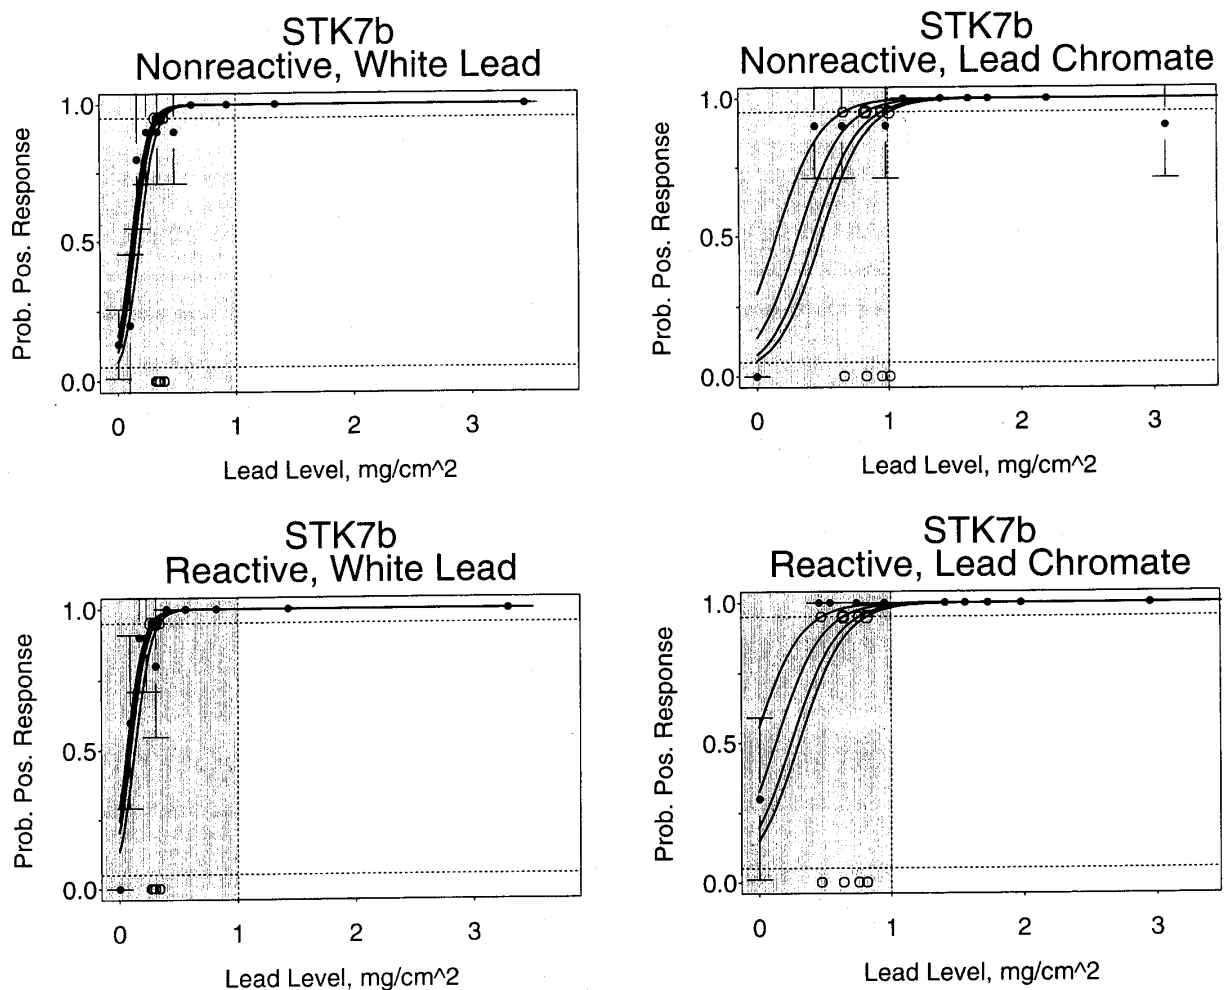 STK7b
Nonreactive, White Lead
Prob. Pos. Response
1.0
0.5
0.0
0 1 2 3
Lead Level, mg/cm^2
STK7b
Nonreactive, Lead Chromate
Prob. Pos. Response
1.0
0.5
0.0
0 1 2 3
Lead Level, mg/cm^2
STK7b
Reactive, White Lead
Prob. Pos. Response
1.0
0.5
0.0
0 1 2 3
Lead Level, mg/cm^2
STK7b
Reactive, Lead Chromate
Prob. Pos. Response
1.0
0.5
0.0
0 1 2 3
Lead Level, mg/cm^2